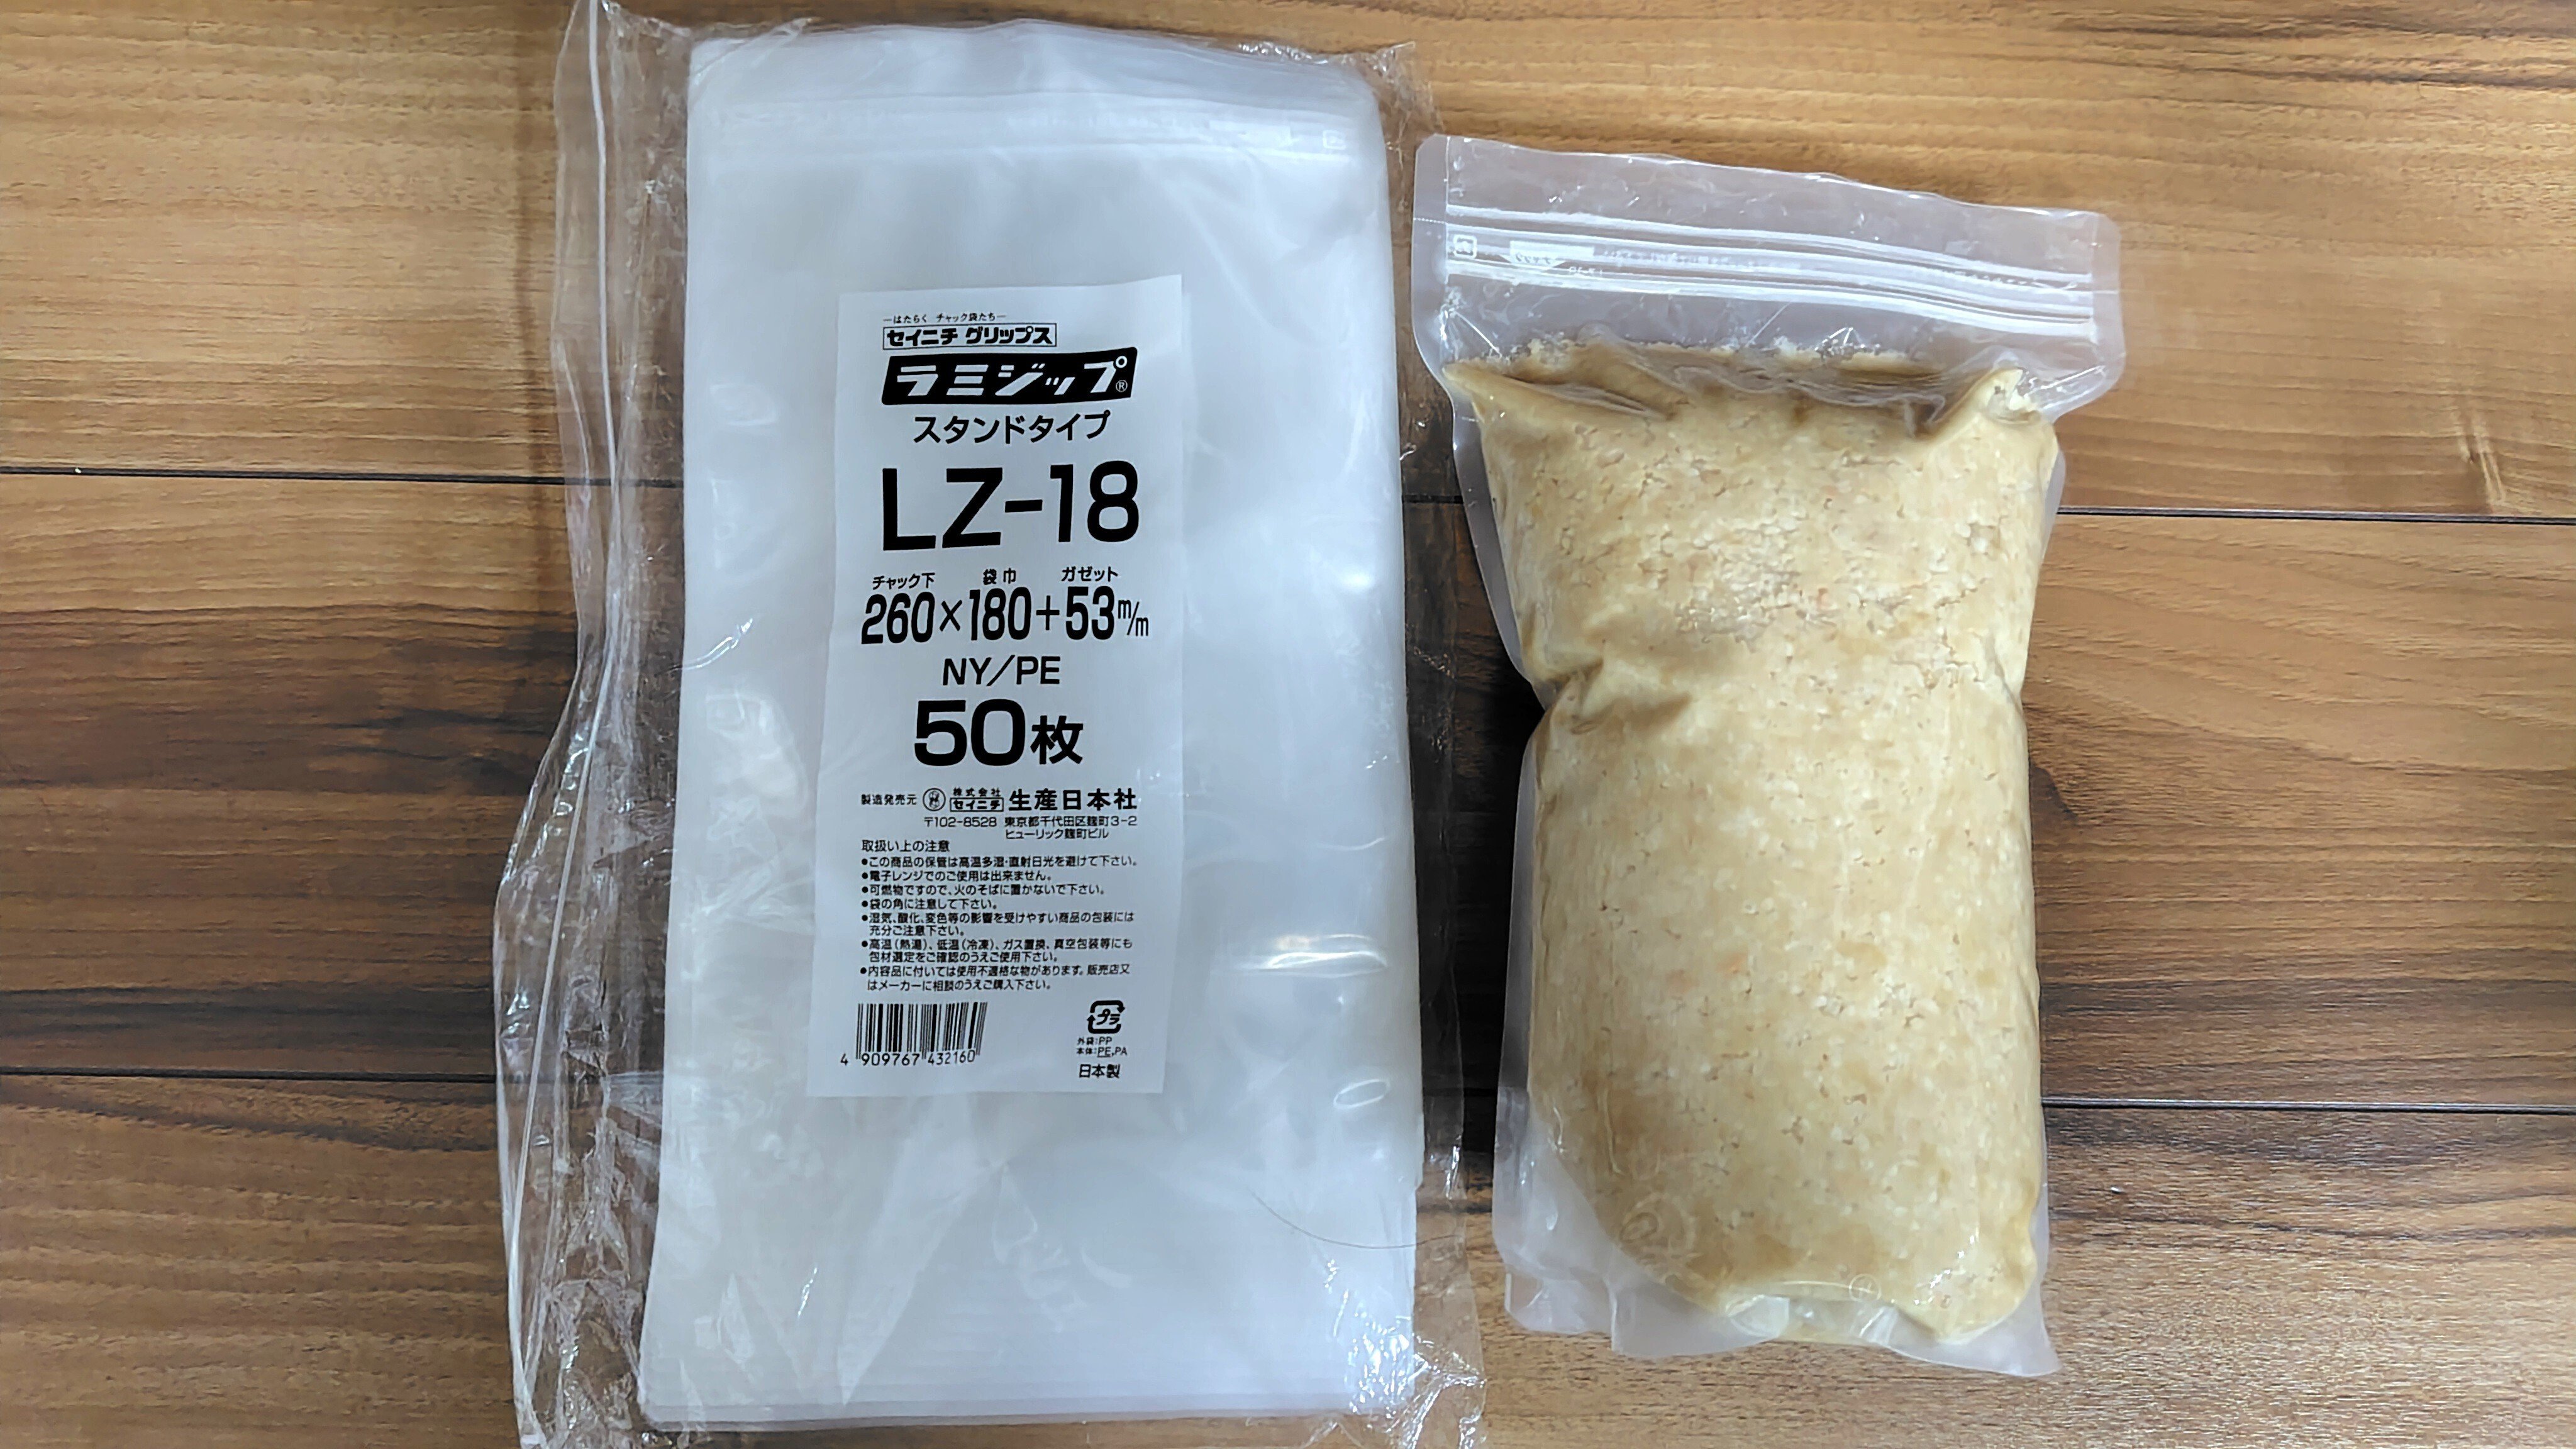 ―はたらく チャック袋たち―
セイニチ グリップス
ラミジップ®
スタンドタイプ
LZ-18
チャック下 袋巾 ガゼット
260×180+53m/m
NY/PE
50枚
製造発売元 株式会社 セイニチ 生産日本社
〒102-8528 東京都千代田区麹町3-2
ヒューリック麹町ビル
取扱い上の注意
●この商品の保管は高温多湿・直射日光を避けて下さい。
●電子レンジでのご使用は出来ません。
●可燃物ですので、火のそばに置かないで下さい。
●袋の角に注意して下さい。
●湿気、酸化、変色等の影響を受けやすい商品の包装には
充分ご注意下さい。
●高温(熱湯)、低温(冷凍)、ガス置換、真空包装等にも
包材選定をご確認のうえご使用下さい。
●内容品に付いては使用不適格な物があります。販売店又
はメーカーに相談のうえご購入下さい。
プラ
外袋:PP
本体:PE,PA
4 909767 432160
日本製